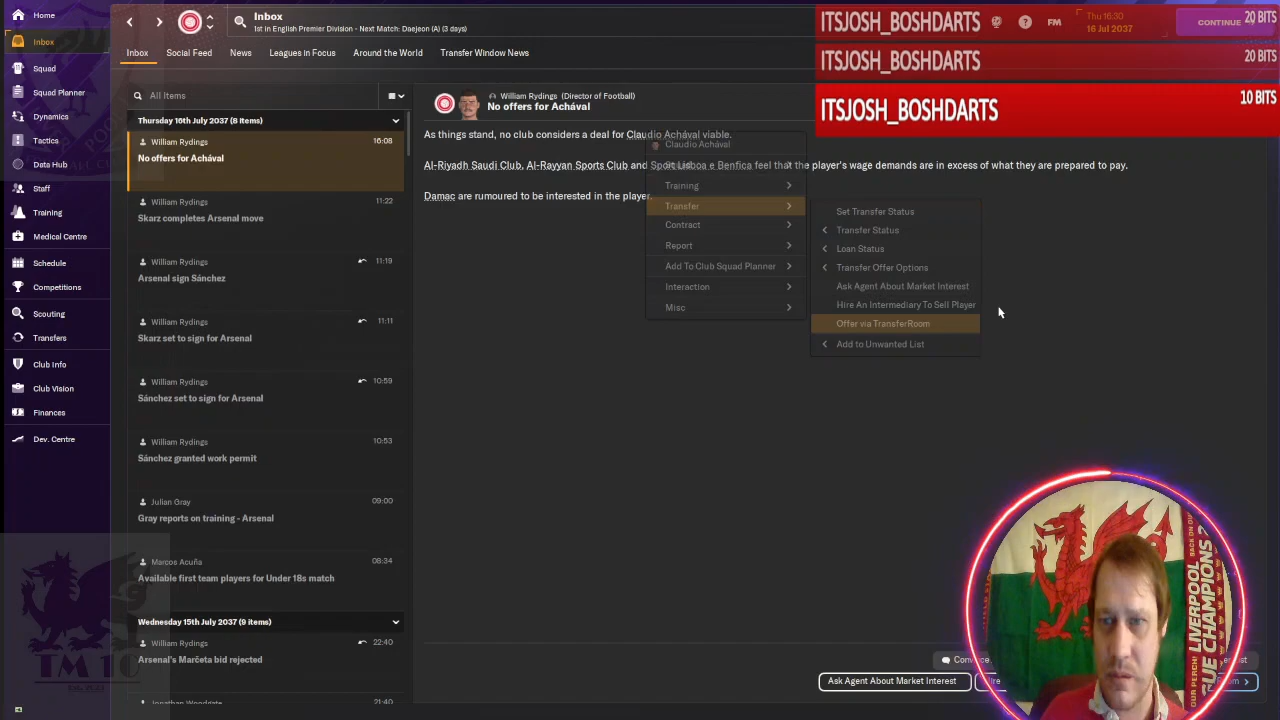 Home
Inbox
Squad
Squad Planner
Dynamics
Tactics
Data Hub
Staff
Training
Medical Centre
Schedule
Competitions
Scouting
Transfers
Club Info
Club Vision
Finances
Dev. Centre
TM10
Inbox
1st in English Premier Division - Next Match: Daejeon (A) (3 days)
FM
Thu 16:30
16 Jul 2037
CONTINUE
ITSJOSH_BOSHDARTS
20 BITS
ITSJOSH_BOSHDARTS
20 BITS
ITSJOSH_BOSHDARTS
10 BITS
Inbox
Social Feed
News
Leagues in Focus
Around the World
Transfer Window News
All Items
Thursday 16th July 2037 (8 items)
William Rydings
16:08
No offers for Achával
William Rydings
11:22
Skarz completes Arsenal move
William Rydings
11:19
Arsenal sign Sánchez
William Rydings
11:11
Skarz set to sign for Arsenal
William Rydings
10:59
Sánchez set to sign for Arsenal
William Rydings
10:53
Sánchez granted work permit
Julian Gray
09:00
Gray reports on training - Arsenal
Marcos Acuña
08:34
Available first team players for Under 18s match
Wednesday 15th July 2037 (9 items)
William Rydings
22:40
Arsenal's Marčeta bid rejected
Jonathan Woodgate
21:40
William Rydings (Director of Football)
No offers for Achával
As things stand, no club considers a deal for Claudio Achával viable.
Al-Riyadh Saudi Club, Al-Rayyan Sports Club and Sport Lisboa e Benfica feel that the player's wage demands are in excess of what they are prepared to pay.
Damac are rumoured to be interested in the player.
Claudio Achával
Training
Transfer
Contract
Report
Add To Club Squad Planner
Interaction
Misc
Set Transfer Status
Transfer Status
Loan Status
Transfer Offer Options
Ask Agent About Market Interest
Hire An Intermediary To Sell Player
Offer via TransferRoom
Add to Unwanted List
Ask Agent About Market Interest
LIVERPOOL